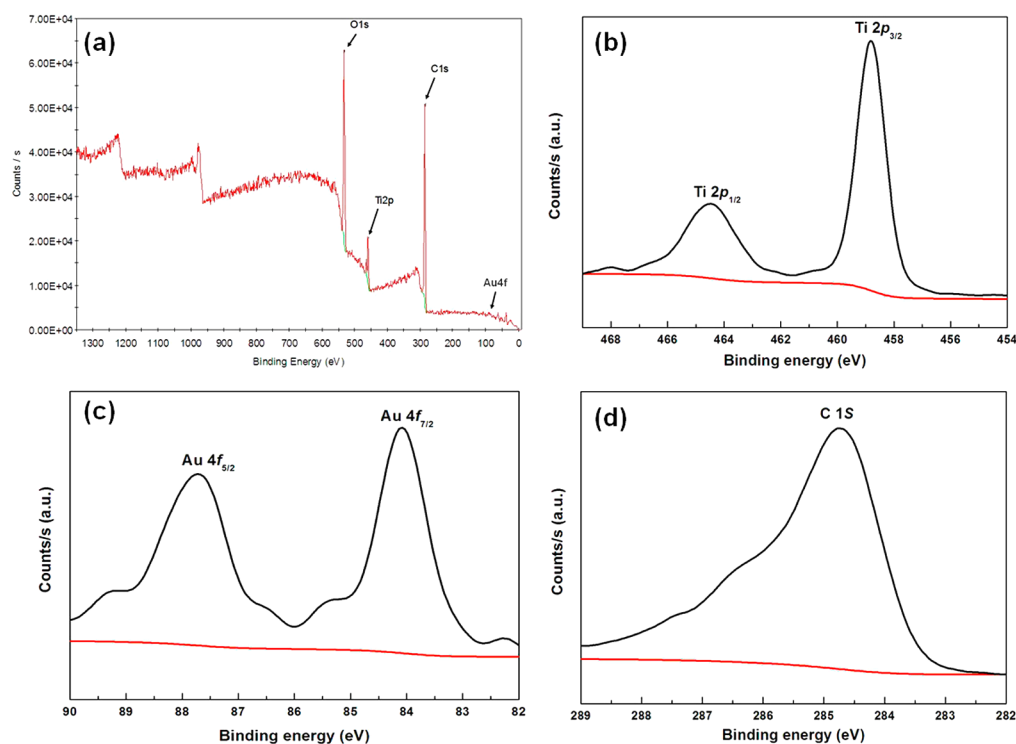 (a)
O1s
C1s
Ti2p
Au4f
7.00E+04
6.00E+04
5.00E+04
4.00E+04
3.00E+04
2.00E+04
1.00E+04
0.00E+00
Counts / s
1300 1200 1100 1000 900 800 700 600 500 400 300 200 100 0
Binding Energy (eV)
(b)
Ti 2p3/2
Ti 2p1/2
Counts/s (a.u.)
468 466 464 462 460 458 456 454
Binding energy (eV)
(c)
Au 4f7/2
Au 4f5/2
Counts/s (a.u.)
90 89 88 87 86 85 84 83 82
Binding energy (eV)
(d)
C 1S
Counts/s (a.u.)
289 288 287 286 285 284 283 282
Binding energy (eV)